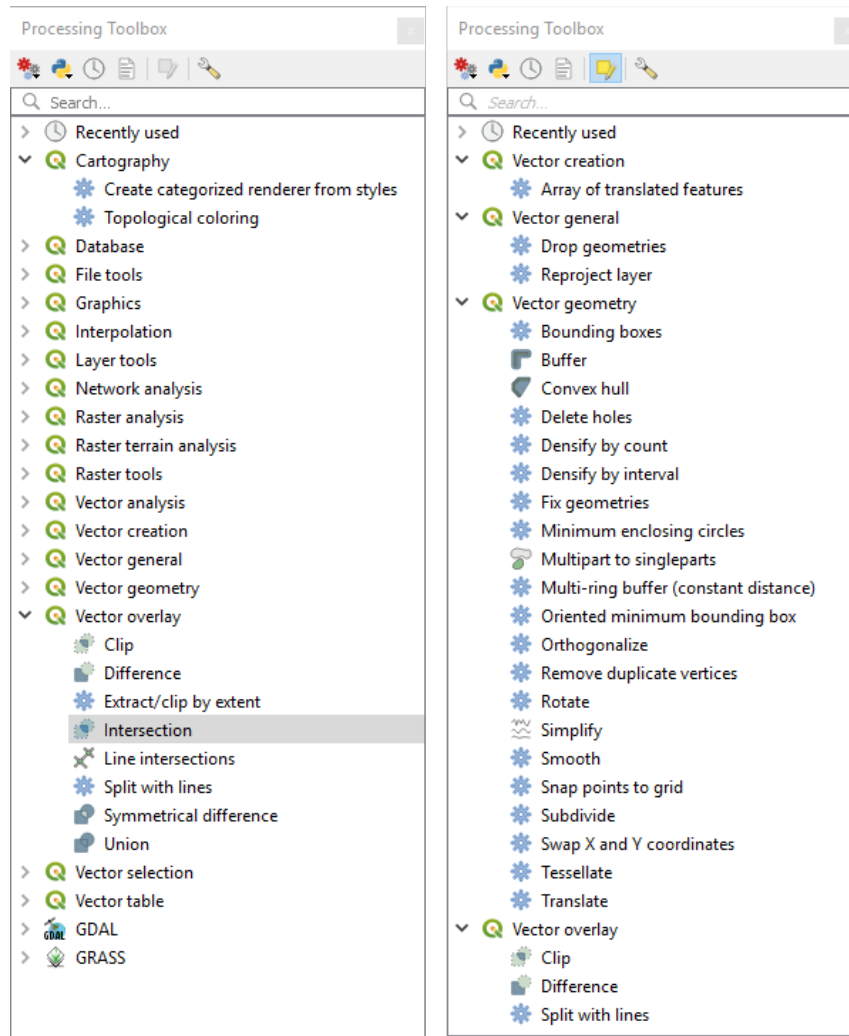 Processing Toolbox
x
Search...
Recently used
Cartography
Create categorized renderer from styles
Topological coloring
Database
File tools
Graphics
Interpolation
Layer tools
Network analysis
Raster analysis
Raster terrain analysis
Raster tools
Vector analysis
Vector creation
Vector general
Vector geometry
Vector overlay
Clip
Difference
Extract/clip by extent
Intersection
Line intersections
Split with lines
Symmetrical difference
Union
Vector selection
Vector table
GDAL
GDAL
GRASS
Processing Toolbox
x
Search...
Recently used
Vector creation
Array of translated features
Vector general
Drop geometries
Reproject layer
Vector geometry
Bounding boxes
Buffer
Convex hull
Delete holes
Densify by count
Densify by interval
Fix geometries
Minimum enclosing circles
Multipart to singleparts
Multi-ring buffer (constant distance)
Oriented minimum bounding box
Orthogonalize
Remove duplicate vertices
Rotate
Simplify
Smooth
Snap points to grid
Subdivide
Swap X and Y coordinates
Tessellate
Translate
Vector overlay
Clip
Difference
Split with lines